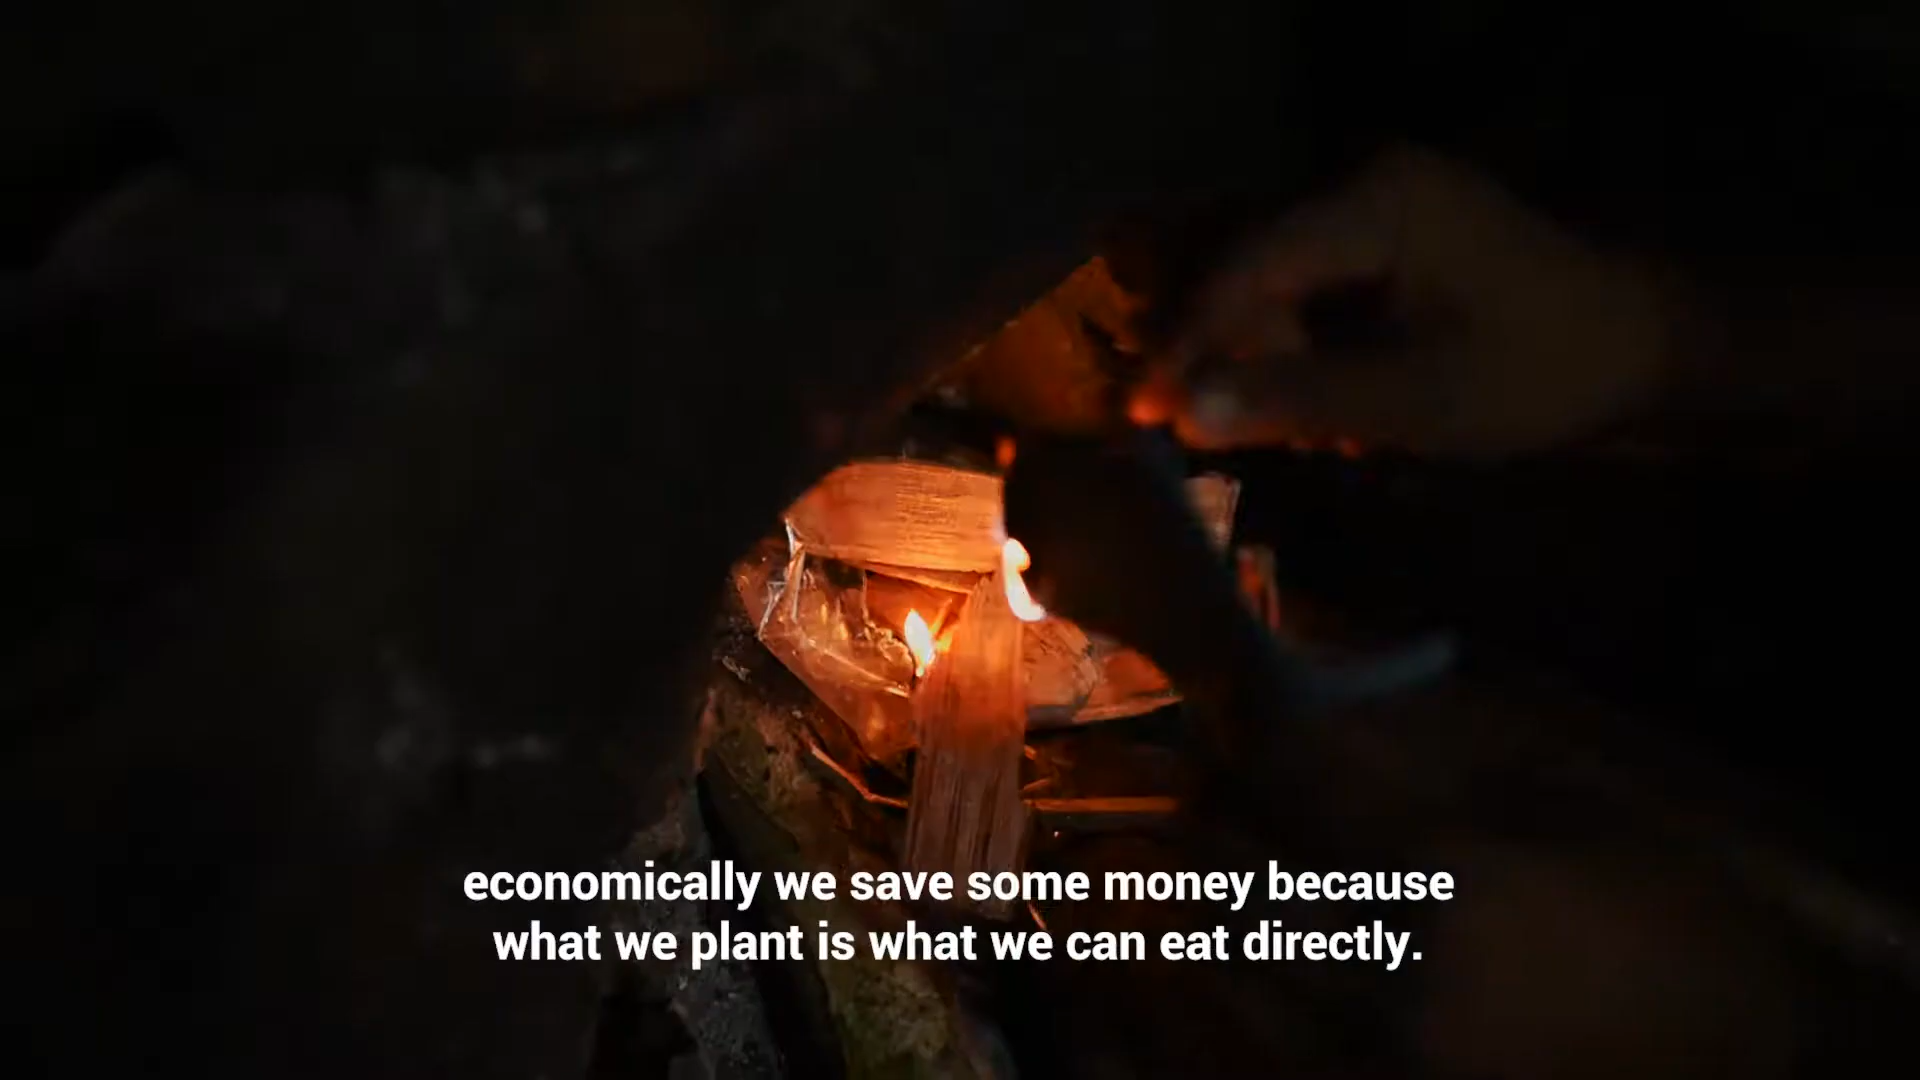 economically we save some money because
what we plant is what we can eat directly.